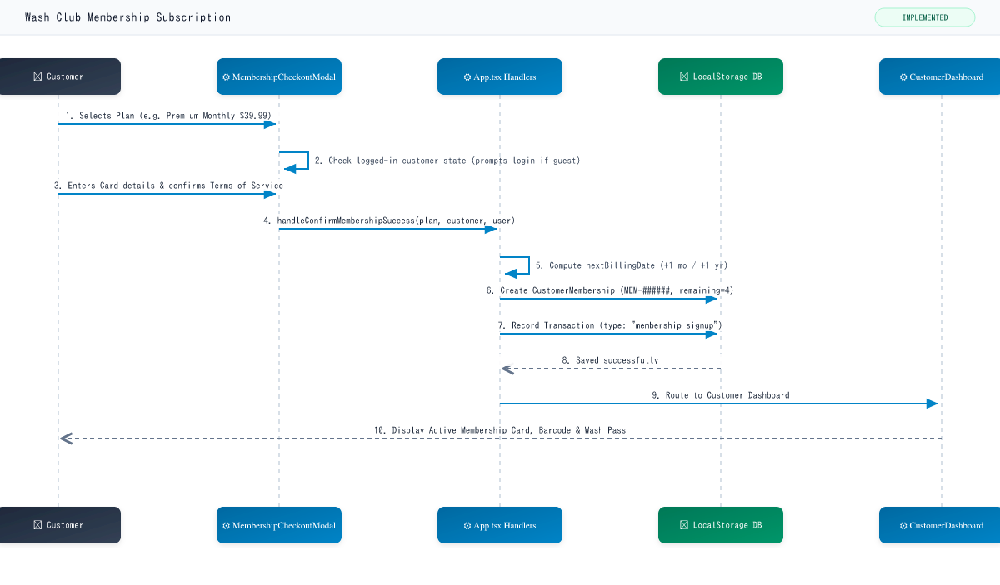 Wash Club Membership Subscription
IMPLEMENTED
Customer
⚙ MembershipCheckoutModal
⚙ App.tsx Handlers
LocalStorage DB
⚙ CustomerDashboard
1. Selects Plan (e.g. Premium Monthly $39.99)
2. Check logged-in customer state (prompts login if guest)
3. Enters Card details & confirms Terms of Service
4. handleConfirmMembershipSuccess(plan, customer, user)
5. Compute nextBillingDate (+1 mo / +1 yr)
6. Create CustomerMembership (MEM-######, remaining=4)
7. Record Transaction (type: "membership_signup")
8. Saved successfully
9. Route to Customer Dashboard
10. Display Active Membership Card, Barcode & Wash Pass
Customer
⚙ MembershipCheckoutModal
⚙ App.tsx Handlers
LocalStorage DB
⚙ CustomerDashboard